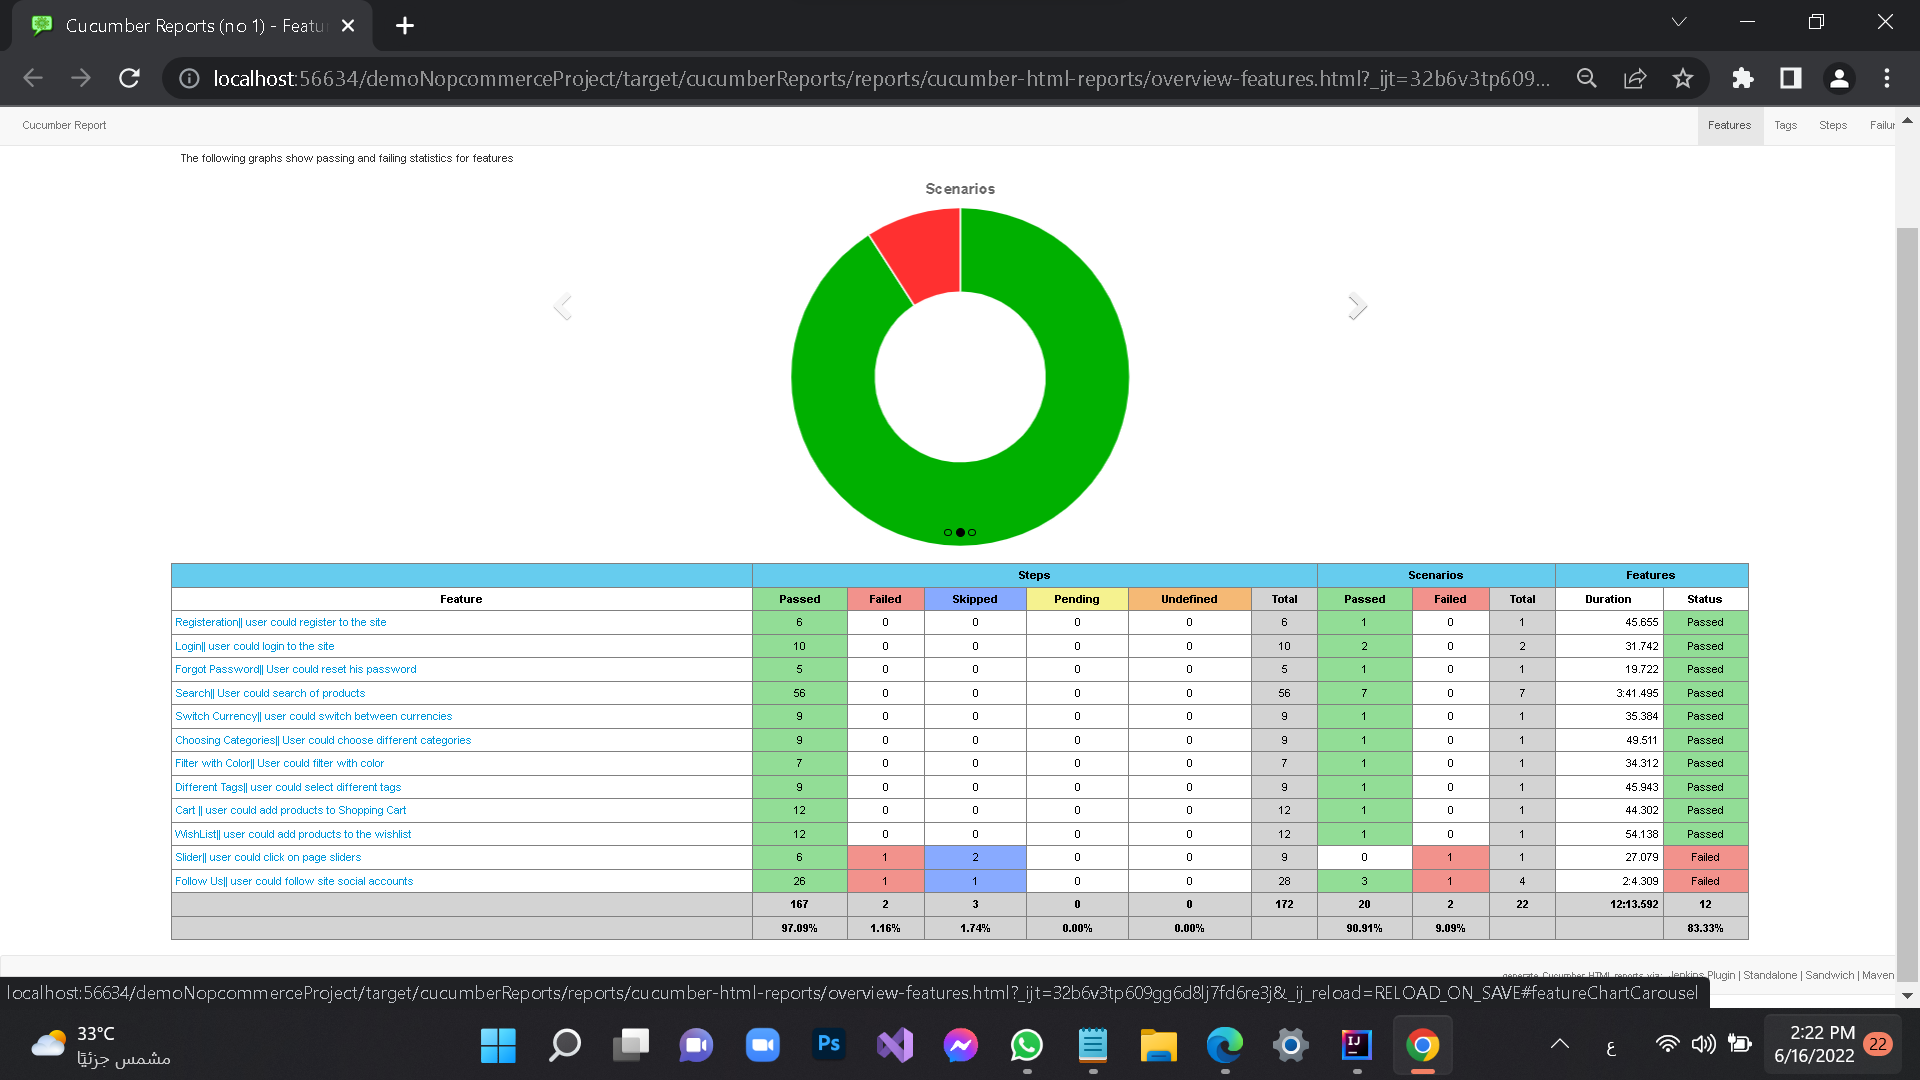 Cucumber Reports (no 1) - Featu
localhost:56634/demoNopcommerceProject/target/cucumberReports/reports/cucumber-html-reports/overview-features.html?_ijt=32b6v3tp609...
Cucumber Report Features Tags Steps Failur
The following graphs show passing and failing statistics for features
Scenarios
Steps Scenarios Features
Feature Passed Failed Skipped Pending Undefined Total Passed Failed Total Duration Status
Registeration|| user could register to the site 6 0 0 0 0 6 1 0 1 45.655 Passed
Login|| user could login to the site 10 0 0 0 0 10 2 0 2 31.742 Passed
Forgot Password|| User could reset his password 5 0 0 0 0 5 1 0 1 19.722 Passed
Search|| User could search of products 56 0 0 0 0 56 7 0 7 3:41.495 Passed
Switch Currency|| user could switch between currencies 9 0 0 0 0 9 1 0 1 35.384 Passed
Choosing Categories|| User could choose different categories 9 0 0 0 0 9 1 0 1 49.511 Passed
Filter with Color|| User could filter with color 7 0 0 0 0 7 1 0 1 34.312 Passed
Different Tags|| user could select different tags 9 0 0 0 0 9 1 0 1 45.943 Passed
Cart || user could add products to Shopping Cart 12 0 0 0 0 12 1 0 1 44.302 Passed
WishList|| user could add products to the wishlist 12 0 0 0 0 12 1 0 1 54.138 Passed
Slider|| user could click on page sliders 6 1 2 0 0 9 0 1 1 27.079 Failed
Follow Us|| user could follow site social accounts 26 1 1 0 0 28 3 1 4 2:4.309 Failed
167 2 3 0 0 172 20 2 22 12:13.592 12
97.09% 1.16% 1.74% 0.00% 0.00% 90.91% 9.09% 83.33%
generate Cucumber HTML reports via: Jenkins Plugin | Standalone | Sandwich | Maven
localhost:56634/demoNopcommerceProject/target/cucumberReports/reports/cucumber-html-reports/overview-features.html?_ijt=32b6v3tp609gg6d8lj7fd6re3j&_ij_reload=RELOAD_ON_SAVE#featureChartCarousel
33°C
مشمس جزئيًا
Ps
IJ
ع
2:22 PM
6/16/2022
22